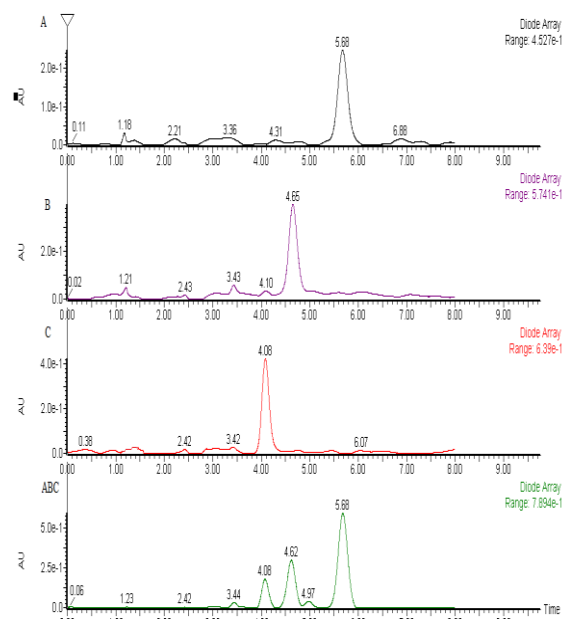 A
Diode Array
Range: 4.527e-1
5.68
2.0e-1
AU
1.0e-1
0.11
1.18
2.21
3.36
4.31
6.88
0.0
0.00 1.00 2.00 3.00 4.00 5.00 6.00 7.00 8.00 9.00
B
Diode Array
Range: 5.741e-1
4.65
AU
2.0e-1
0.02
1.21
2.43
3.43
4.10
0.0
0.00 1.00 2.00 3.00 4.00 5.00 6.00 7.00 8.00 9.00
C
Diode Array
Range: 6.39e-1
4.08
4.0e-1
AU
2.0e-1
0.38
2.42
3.42
6.07
0.0
0.00 1.00 2.00 3.00 4.00 5.00 6.00 7.00 8.00 9.00
ABC
Diode Array
Range: 7.894e-1
5.68
5.0e-1
AU
2.5e-1
4.62
4.08
4.97
0.06
1.23
2.42
3.44
0.0
Time